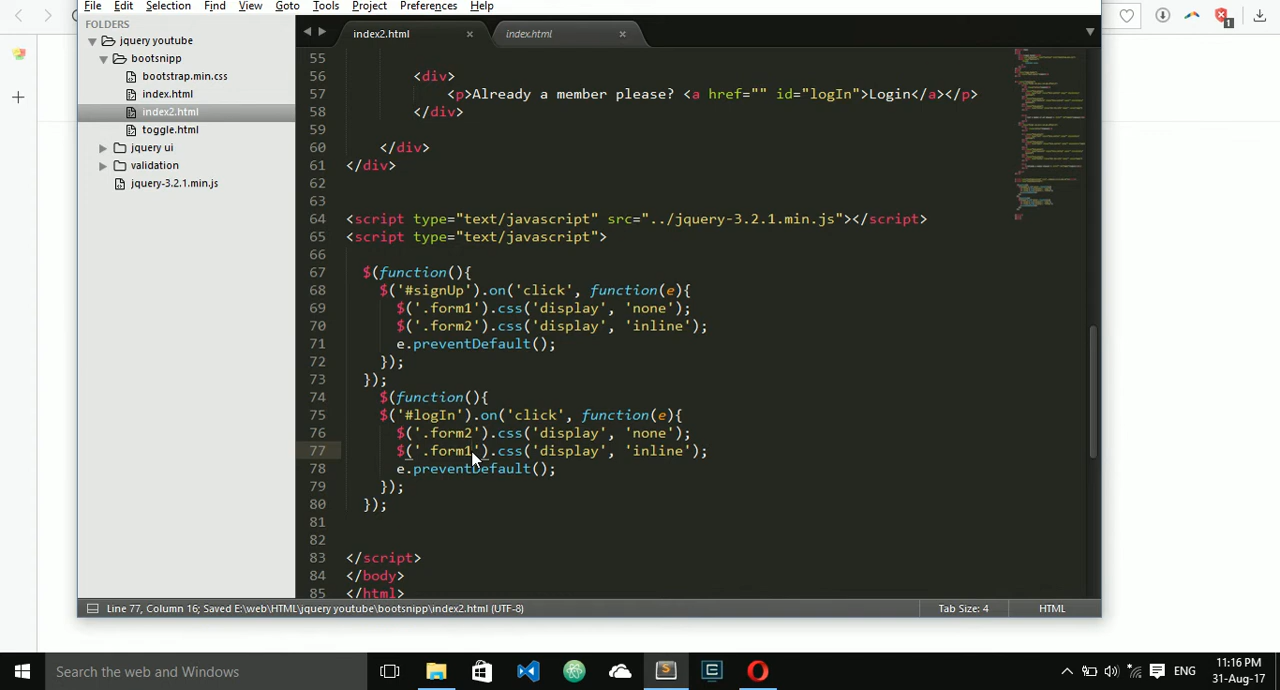 File Edit Selection Find View Goto Tools Project Preferences Help
FOLDERS
jquery youtube
bootsnipp
bootstrap.min.css
index.html
index2.html
toggle.html
jquery ui
validation
jquery-3.2.1.min.js
index2.html × index.html ×
55
56 <div>
57 <p>Already a member please? <a href="" id="logIn">Login</a></p>
58 </div>
59
60 </div>
61 </div>
62
63
64 <script type="text/javascript" src="../jquery-3.2.1.min.js"></script>
65 <script type="text/javascript">
66
67 $(function(){
68 $('#signUp').on('click', function(e){
69 $('.form1').css('display', 'none');
70 $('.form2').css('display', 'inline');
71 e.preventDefault();
72 });
73 });
74 $(function(){
75 $('#logIn').on('click', function(e){
76 $('.form2').css('display', 'none');
77 $('.form1').css('display', 'inline');
78 e.preventDefault();
79 });
80 });
81
82
83 </script>
84 </body>
85 </html>
Line 77, Column 16; Saved E:\web\HTML\jquery youtube\bootsnipp\index2.html (UTF-8) Tab Size: 4 HTML
Search the web and Windows
ENG
11:16 PM
31-Aug-17